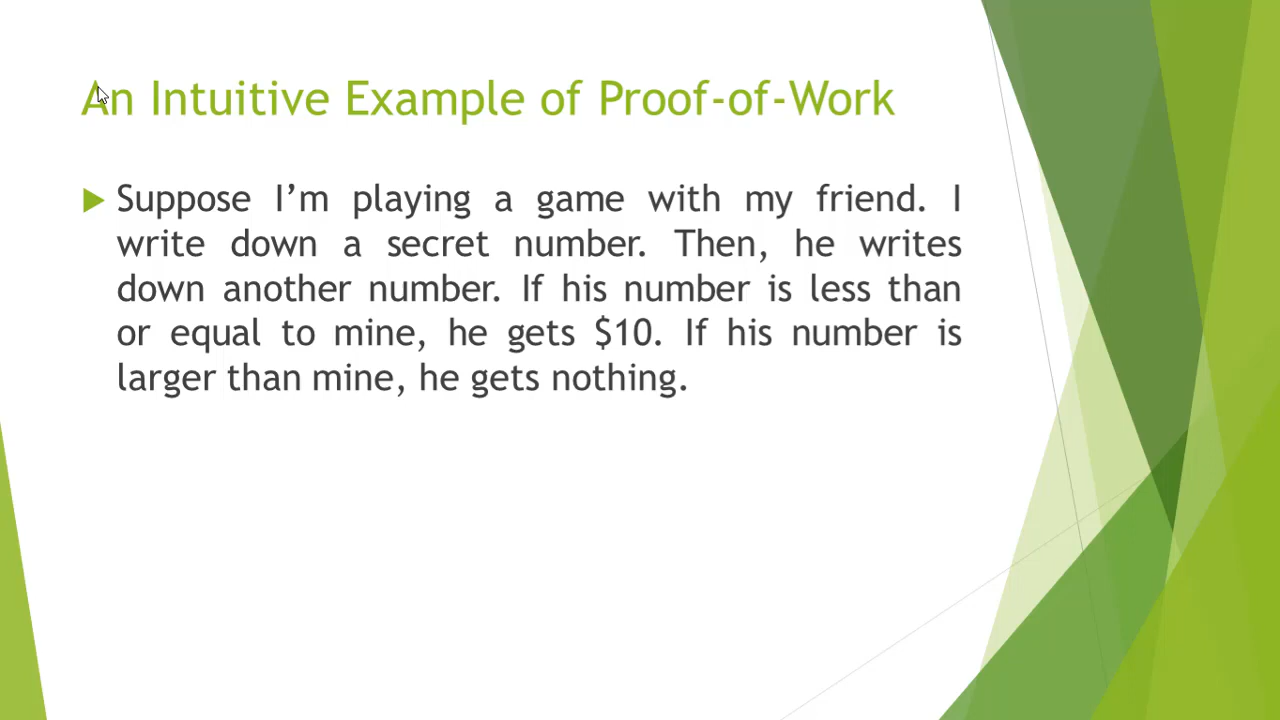 An Intuitive Example of Proof-of-Work
Suppose I’m playing a game with my friend. I
write down a secret number. Then, he writes
down another number. If his number is less than
or equal to mine, he gets $10. If his number is
larger than mine, he gets nothing.